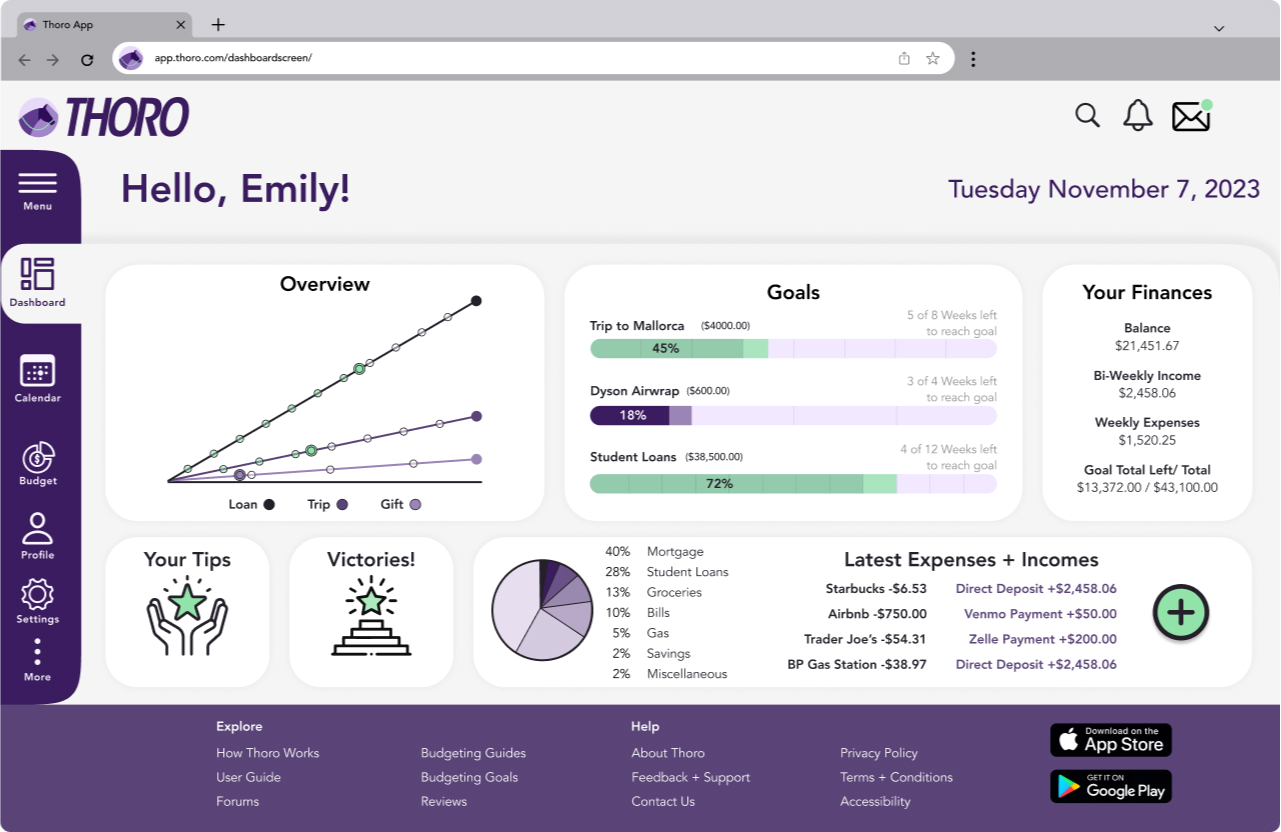 Thoro App
app.thoro.com/dashboardscreen/
THORO
Menu
Hello, Emily!
Tuesday November 7, 2023
Dashboard
Calendar
Budget
Profile
Settings
More
Overview
Loan
Trip
Gift
Goals
Trip to Mallorca ($4000.00)
5 of 8 Weeks left
to reach goal
45%
Dyson Airwrap ($600.00)
3 of 4 Weeks left
to reach goal
18%
Student Loans ($38,500.00)
4 of 12 Weeks left
to reach goal
72%
Your Finances
Balance
$21,451.67
Bi-Weekly Income
$2,458.06
Weekly Expenses
$1,520.25
Goal Total Left/ Total
$13,372.00 / $43,100.00
Your Tips
Victories!
40% Mortgage
28% Student Loans
13% Groceries
10% Bills
5% Gas
2% Savings
2% Miscellaneous
Latest Expenses + Incomes
Starbucks -$6.53 Direct Deposit +$2,458.06
Airbnb -$750.00 Venmo Payment +$50.00
Trader Joe's -$54.31 Zelle Payment +$200.00
BP Gas Station -$38.97 Direct Deposit +$2,458.06
Explore
How Thoro Works
User Guide
Forums
Budgeting Guides
Budgeting Goals
Reviews
Help
About Thoro
Feedback + Support
Contact Us
Privacy Policy
Terms + Conditions
Accessibility
Download on the
App Store
GET IT ON
Google Play